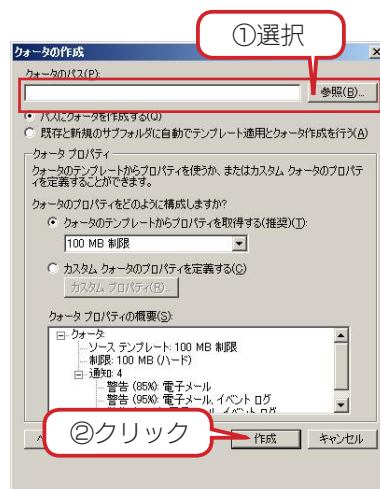 ①選択
クォータの作成
クォータのパス(P):
参照(B)...
パスにクォータを作成する(Q)
既存と新規のサブフォルダに自動でテンプレート適用とクォータ作成を行う(A)
クォータ プロパティ
クォータのテンプレートからプロパティを使うか、またはカスタム クォータのプロパティを定義することができます。
クォータのプロパティをどのように構成しますか?
クォータのテンプレートからプロパティを取得する(推奨)(T):
100 MB 制限
カスタム クォータのプロパティを定義する(C)
カスタム プロパティ(R)...
クォータ プロパティの概要(S):
クォータ:
ソース テンプレート: 100 MB 制限
制限: 100 MB (ハード)
通知: 4
警告 (85%): 電子メール
警告 (95%): 電子メール, イベント ログ
②クリック
作成
キャンセル